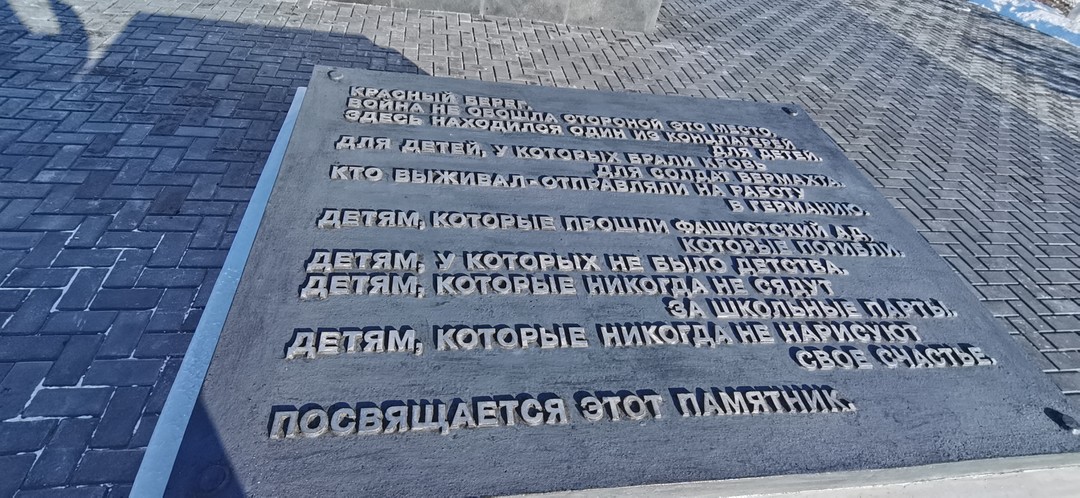 КРАСНЫЙ БЕРЕГ.
ВОЙНА НЕ ОБОШЛА СТОРОНОЙ ЭТО МЕСТО.
ЗДЕСЬ НАХОДИЛСЯ ОДИН ИЗ КОНЦЛАГЕРЕЙ
ДЛЯ ДЕТЕЙ.
ДЛЯ ДЕТЕЙ, У КОТОРЫХ БРАЛИ КРОВЬ
ДЛЯ СОЛДАТ ВЕРМАХТА.
КТО ВЫЖИВАЛ-ОТПРАВЛЯЛИ НА РАБОТУ
В ГЕРМАНИЮ.
ДЕТЯМ, КОТОРЫЕ ПРОШЛИ ФАШИСТСКИЙ АД,
КОТОРЫЕ ПОГИБЛИ.
ДЕТЯМ, У КОТОРЫХ НЕ БЫЛО ДЕТСТВА.
ДЕТЯМ, КОТОРЫЕ НИКОГДА НЕ СЯДУТ
ЗА ШКОЛЬНЫЕ ПАРТЫ.
ДЕТЯМ, КОТОРЫЕ НИКОГДА НЕ НАРИСУЮТ
СВОЕ СЧАСТЬЕ.
ПОСВЯЩАЕТСЯ ЭТОТ ПАМЯТНИК.